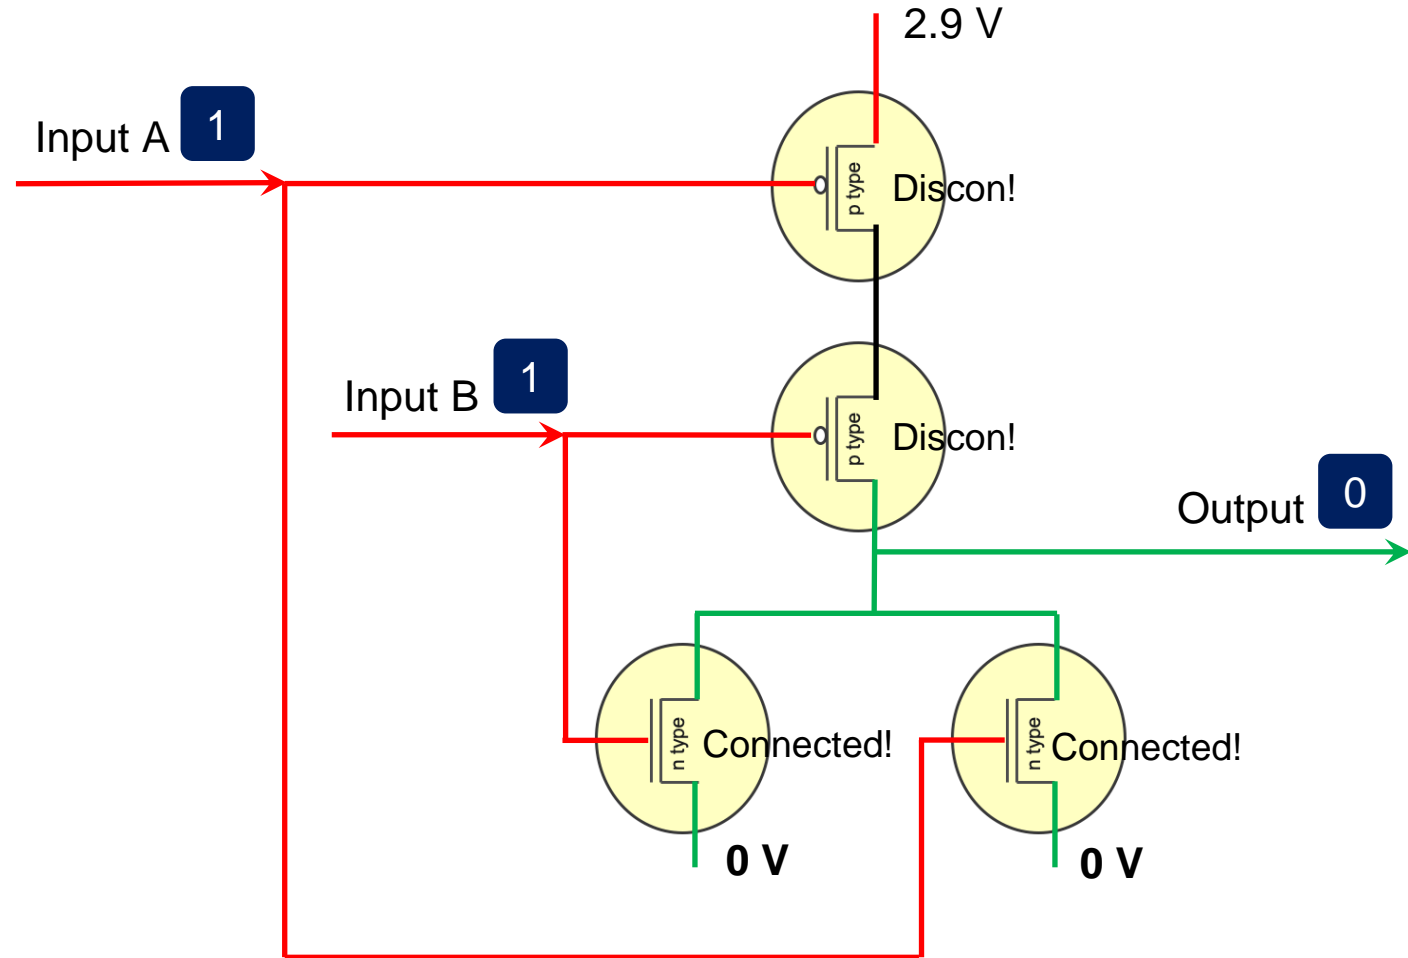 2.9 V
Input A 1
p type
Discon!
Input B 1
p type
Discon!
Output 0
n type
Connected!
n type
Connected!
0 V
0 V